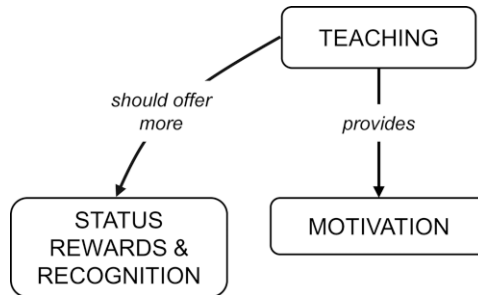 TEACHING
should offer
more
provides
STATUS
REWARDS &
RECOGNITION
MOTIVATION